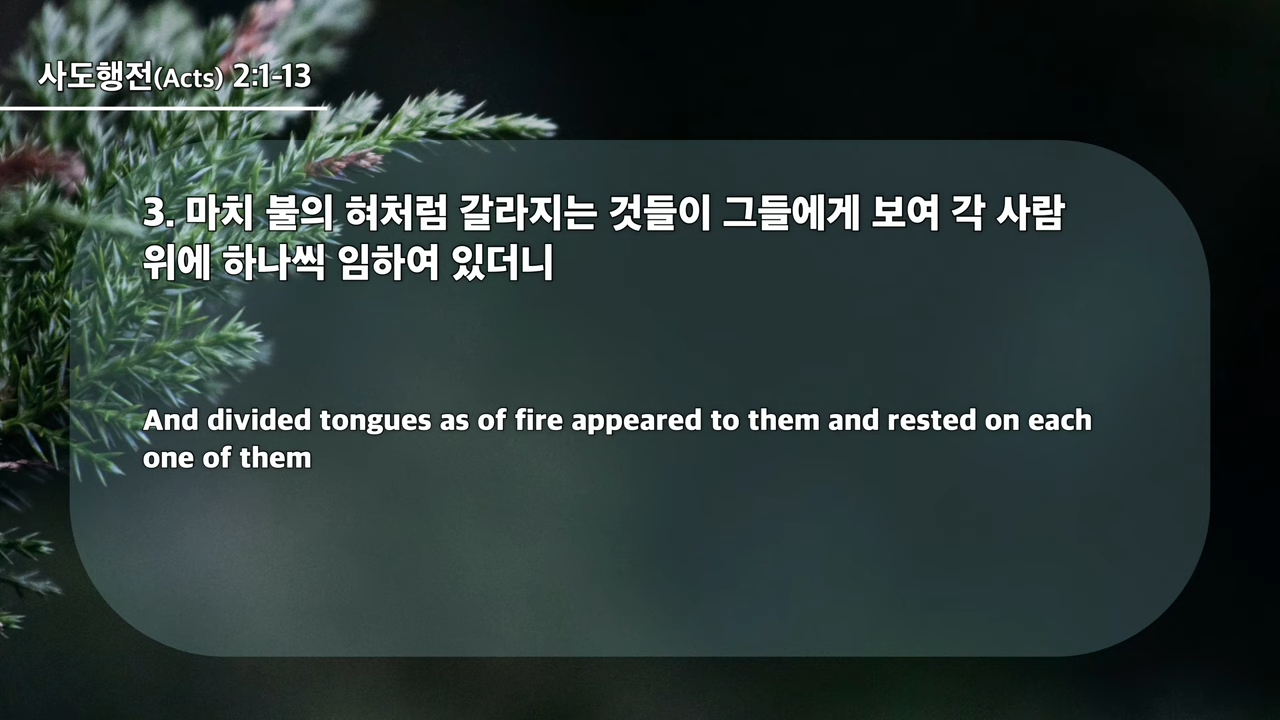 사도행전(Acts) 2:1-13
3. 마치 불의 혀처럼 갈라지는 것들이 그들에게 보여 각 사람
위에 하나씩 임하여 있더니
And divided tongues as of fire appeared to them and rested on each
one of them